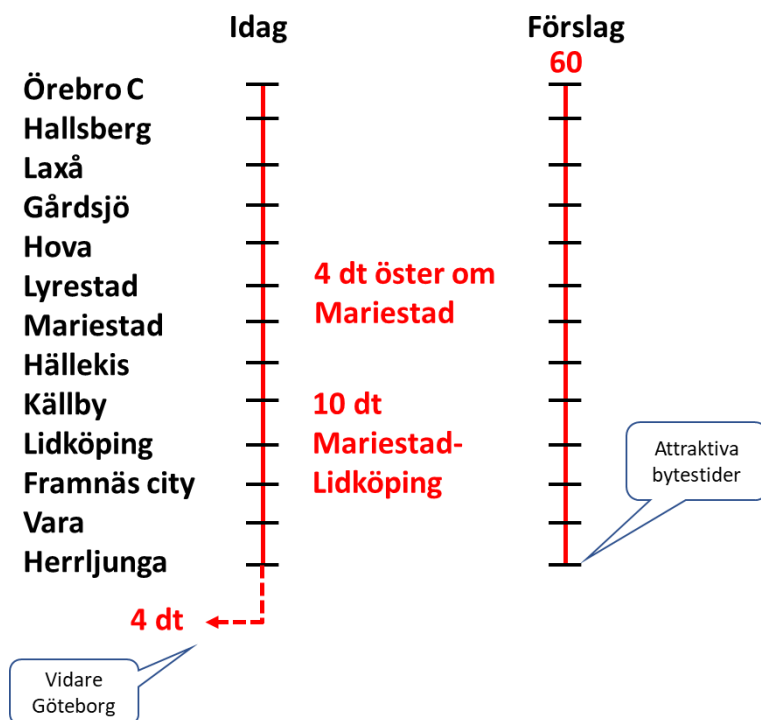 Idag
Förslag
60
Örebro C
Hallsberg
Laxå
Gårdsjö
Hova
Lyrestad
Mariestad
Hällekis
Källby
Lidköping
Framnäs city
Vara
Herrljunga
4 dt öster om
Mariestad
10 dt
Mariestad-
Lidköping
Attraktiva
bytestider
4 dt
Vidare
Göteborg